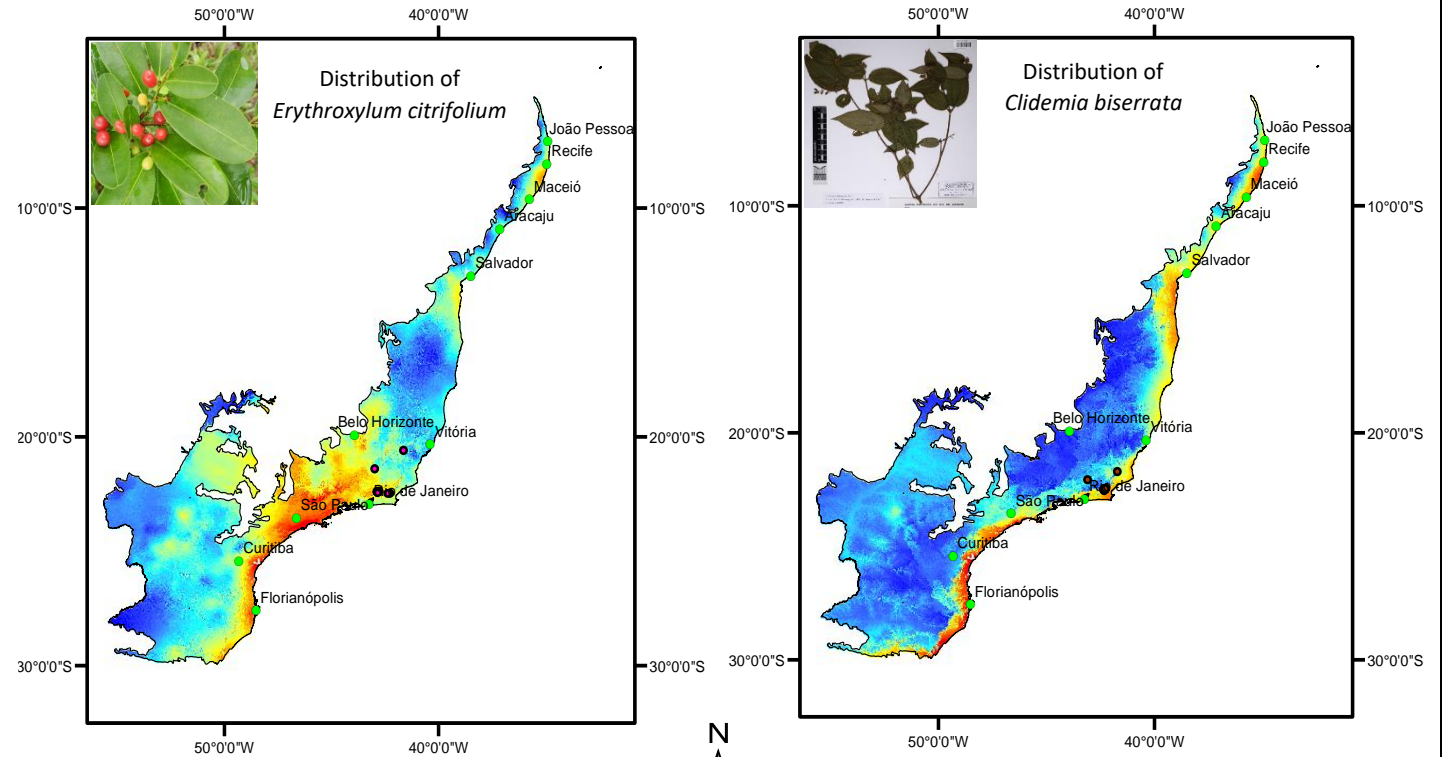 50°0'0"W 40°0'0"W
Distribution of
Erythroxylum citrifolium
João Pessoa
Recife
Maceió
Aracaju
10°0'0"S 10°0'0"S
Salvador
Belo Horizonte
Vitória
20°0'0"S 20°0'0"S
Rio de Janeiro
São Paulo
Curitiba
Florianópolis
30°0'0"S 30°0'0"S
50°0'0"W 40°0'0"W
50°0'0"W 40°0'0"W
Distribution of
Clidemia biserrata
João Pessoa
Recife
Maceió
10°0'0"S 10°0'0"S
Aracaju
Salvador
Belo Horizonte
Vitória
20°0'0"S 20°0'0"S
Rio de Janeiro
São Paulo
Curitiba
Florianópolis
30°0'0"S 30°0'0"S
50°0'0"W 40°0'0"W
N